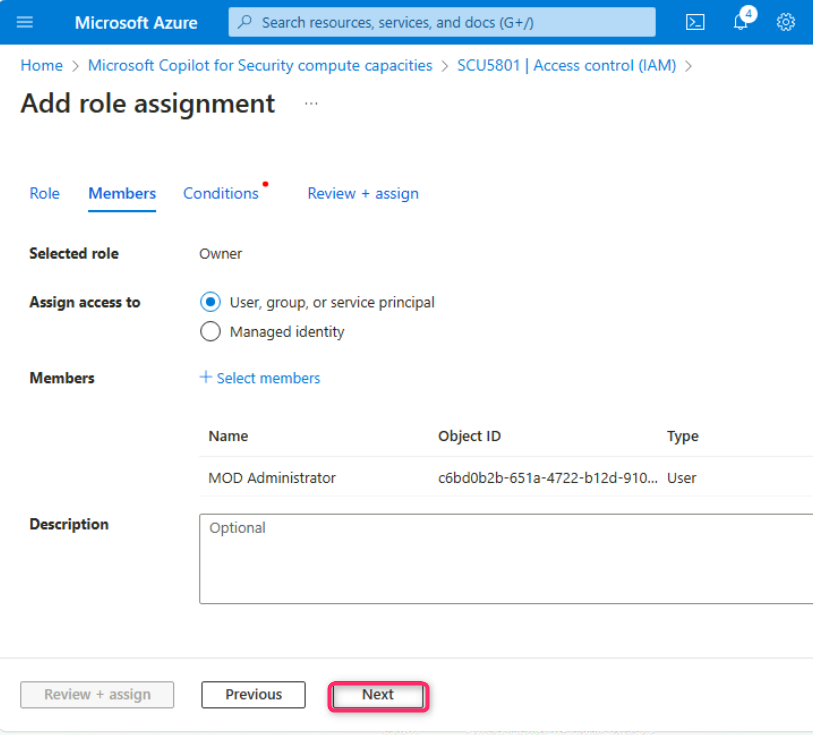 Microsoft Azure
Search resources, services, and docs (G+/)
4
Home > Microsoft Copilot for Security compute capacities > SCU5801 | Access control (IAM) >
Add role assignment ...
Role Members Conditions Review + assign
Selected role Owner
Assign access to User, group, or service principal
Managed identity
Members + Select members
Name Object ID Type
MOD Administrator c6bd0b2b-651a-4722-b12d-910... User
Description Optional
Review + assign Previous Next